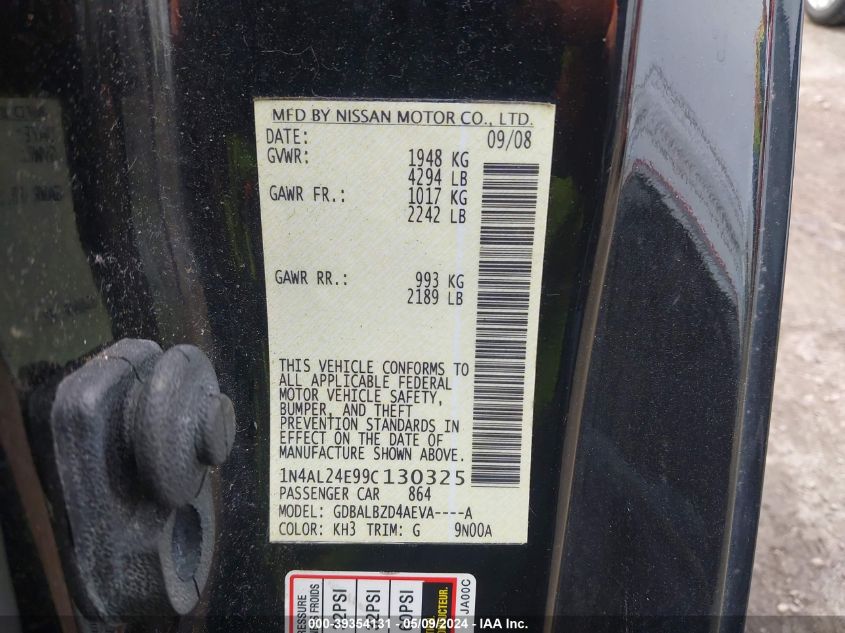 MFD BY NISSAN MOTOR CO., LTD.
DATE: 09/08
GVWR: 1948 KG
4294 LB
GAWR FR.: 1017 KG
2242 LB
GAWR RR.: 993 KG
2189 LB
THIS VEHICLE CONFORMS TO
ALL APPLICABLE FEDERAL
MOTOR VEHICLE SAFETY,
BUMPER, AND THEFT
PREVENTION STANDARDS IN
EFFECT ON THE DATE OF
MANUFACTURE SHOWN ABOVE.
1N4AL24E99C130325
PASSENGER CAR 864
MODEL: GDBALBZD4AEVA----A
COLOR: KH3 TRIM: G 9N00A
JA00C
000-39354131 - 05/09/2024 - IAA, Inc.